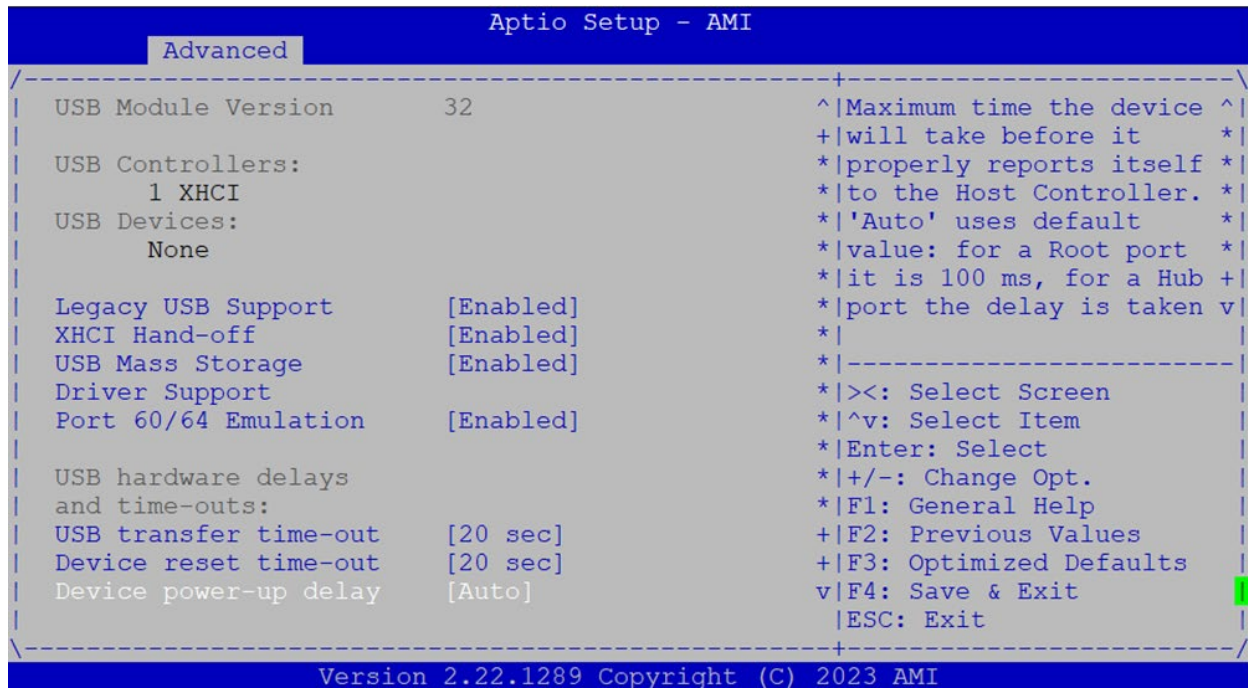 Aptio Setup - AMI
Advanced
/----------------------------------------------------+--------------------------\
| USB Module Version 32 ^|Maximum time the device ^|
| +|will take before it *|
| USB Controllers: *|properly reports itself *|
| 1 XHCI *|to the Host Controller. *|
| USB Devices: *|'Auto' uses default *|
| None *|value: for a Root port *|
| *|it is 100 ms, for a Hub +|
| Legacy USB Support [Enabled] *|port the delay is taken v|
| XHCI Hand-off [Enabled] *| |
| USB Mass Storage [Enabled] *|--------------------------|
| Driver Support *|><: Select Screen |
| Port 60/64 Emulation [Enabled] *|^v: Select Item |
| *|Enter: Select |
| USB hardware delays *|+/-: Change Opt. |
| and time-outs: *|F1: General Help |
| USB transfer time-out [20 sec] +|F2: Previous Values |
| Device reset time-out [20 sec] +|F3: Optimized Defaults |
| Device power-up delay [Auto] v|F4: Save & Exit |
| |ESC: Exit |
\----------------------------------------------------+--------------------------/
Version 2.22.1289 Copyright (C) 2023 AMI